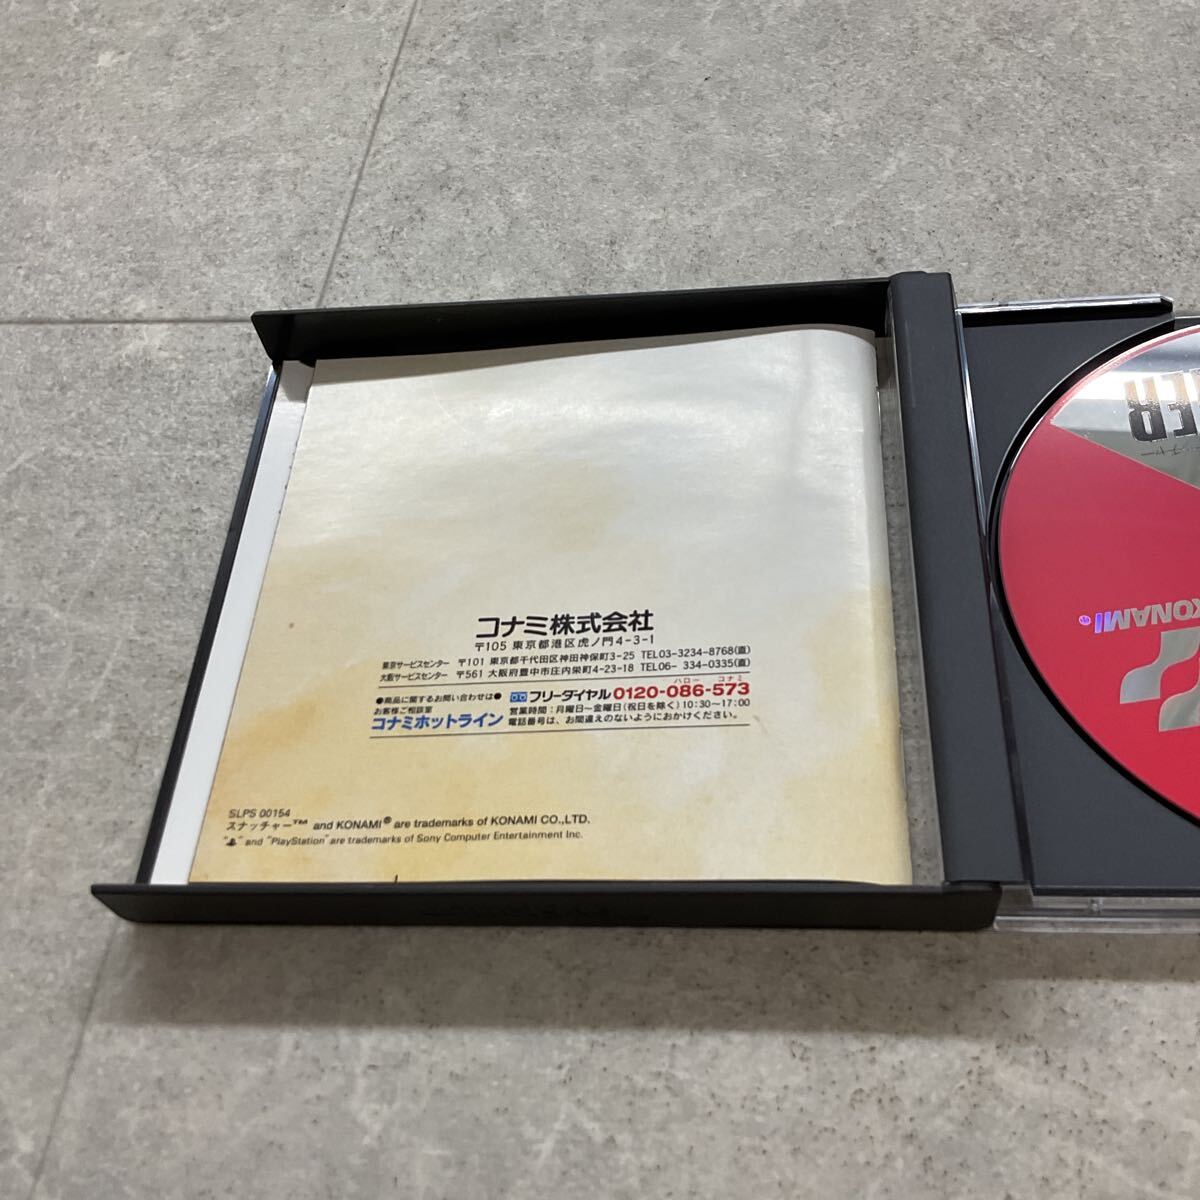 コナミ株式会社
〒105 東京都港区虎ノ門4-3-1
東京サービスセンター 〒101 東京都千代田区神田神保町3-25 TEL03-3234-8768(直)
大阪サービスセンター 〒561 大阪府豊中市庄内栄町4-23-18 TEL06- 334-0335(直)
ハロー コナミ
●商品に関するお問い合わせは● フリーダイヤル 0120-086-573
お客様ご相談室
コナミホットライン
営業時間:月曜日~金曜日(祝日を除く)10:30~17:00
電話番号は、お間違えのないようにおかけください。
SLPS 00154
スナッチャー™ and KONAMI® are trademarks of KONAMI CO.,LTD.
" " and "PlayStation" are trademarks of Sony Computer Entertainment Inc.
ER
KONAMI®